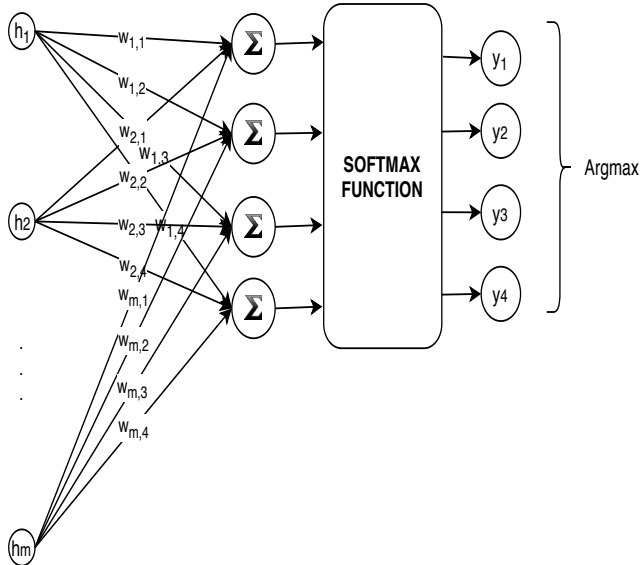 h1
w1,1
Σ
y1
w1,2
w2,1
Σ
y2
w1,3
w2,2
SOFTMAX
FUNCTION
Argmax
h2
w2,3
w1,4
Σ
y3
w2,4
wm,1
Σ
y4
wm,2
.
.
.
wm,3
wm,4
hm